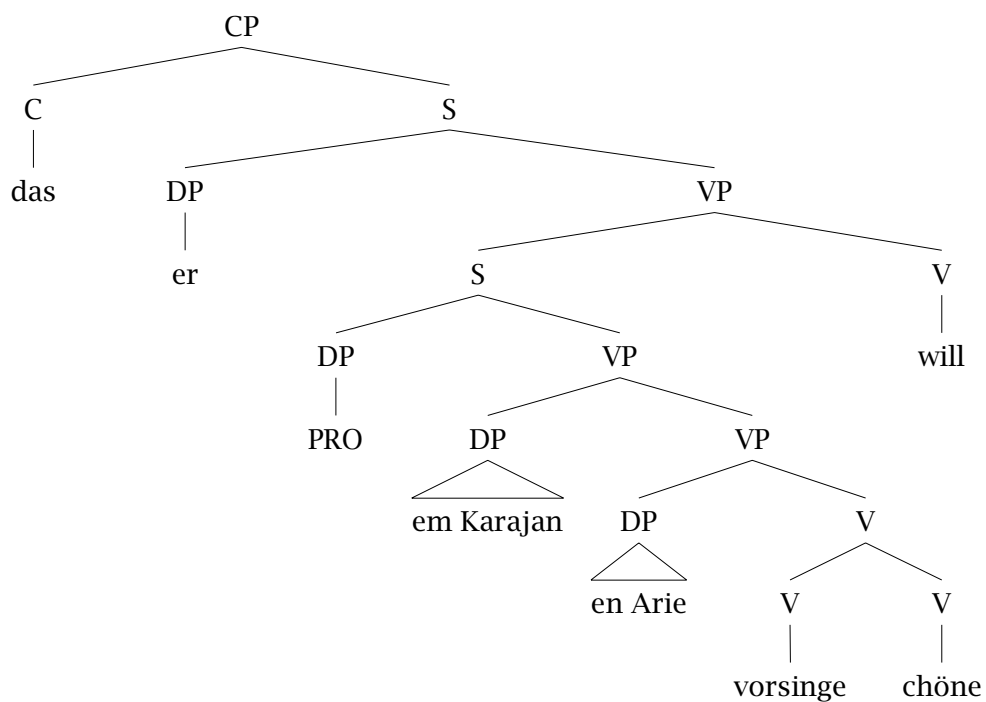 CP
C S
das DP VP
er S V
DP VP will
PRO DP VP
em Karajan DP V
en Arie V V
vorsinge chöne